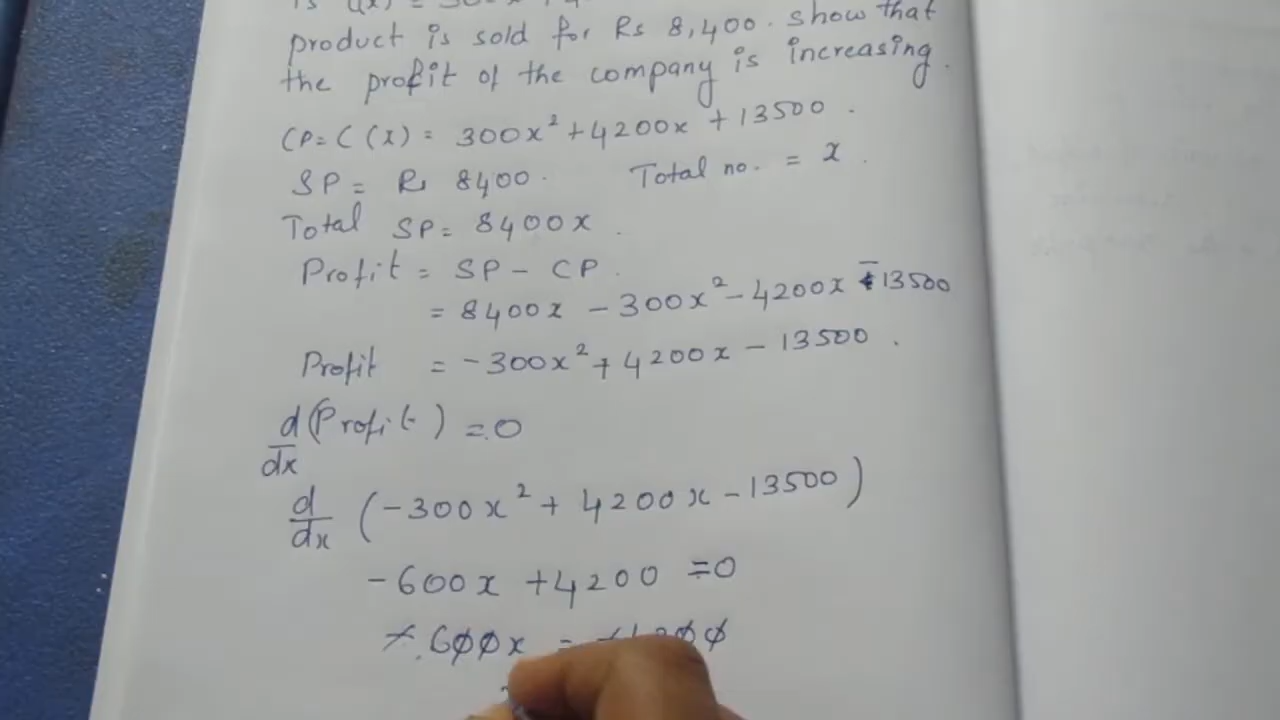 product is sold for Rs 8,400. show that
the profit of the company is increasing.
CP = C(x) = 300x² + 4200x + 13500.
SP = Rs 8400. Total no. = x.
Total SP = 8400x.
Profit = SP - CP.
= 8400x - 300x² - 4200x - 13500
Profit = -300x² + 4200x - 13500.
d/dx (Profit) = 0
d/dx (-300x² + 4200x - 13500)
-600x + 4200 = 0
-600x =